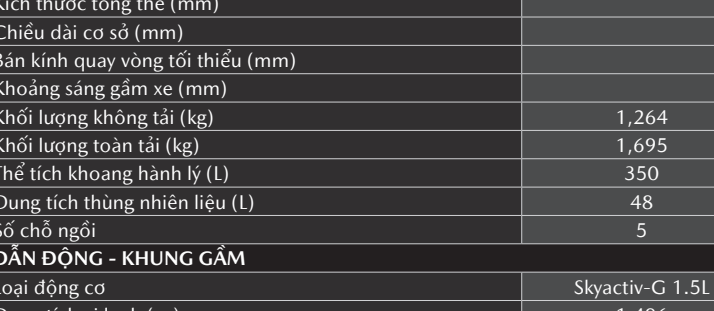 Kích thước tổng thể (mm)
Chiều dài cơ sở (mm)
Bán kính quay vòng tối thiểu (mm)
Khoảng sáng gầm xe (mm)
Khối lượng không tải (kg) 1,264
Khối lượng toàn tải (kg) 1,695
Thể tích khoang hành lý (L) 350
Dung tích thùng nhiên liệu (L) 48
Số chỗ ngồi 5
DẪN ĐỘNG - KHUNG GẦM
Loại động cơ Skyactiv-G 1.5L